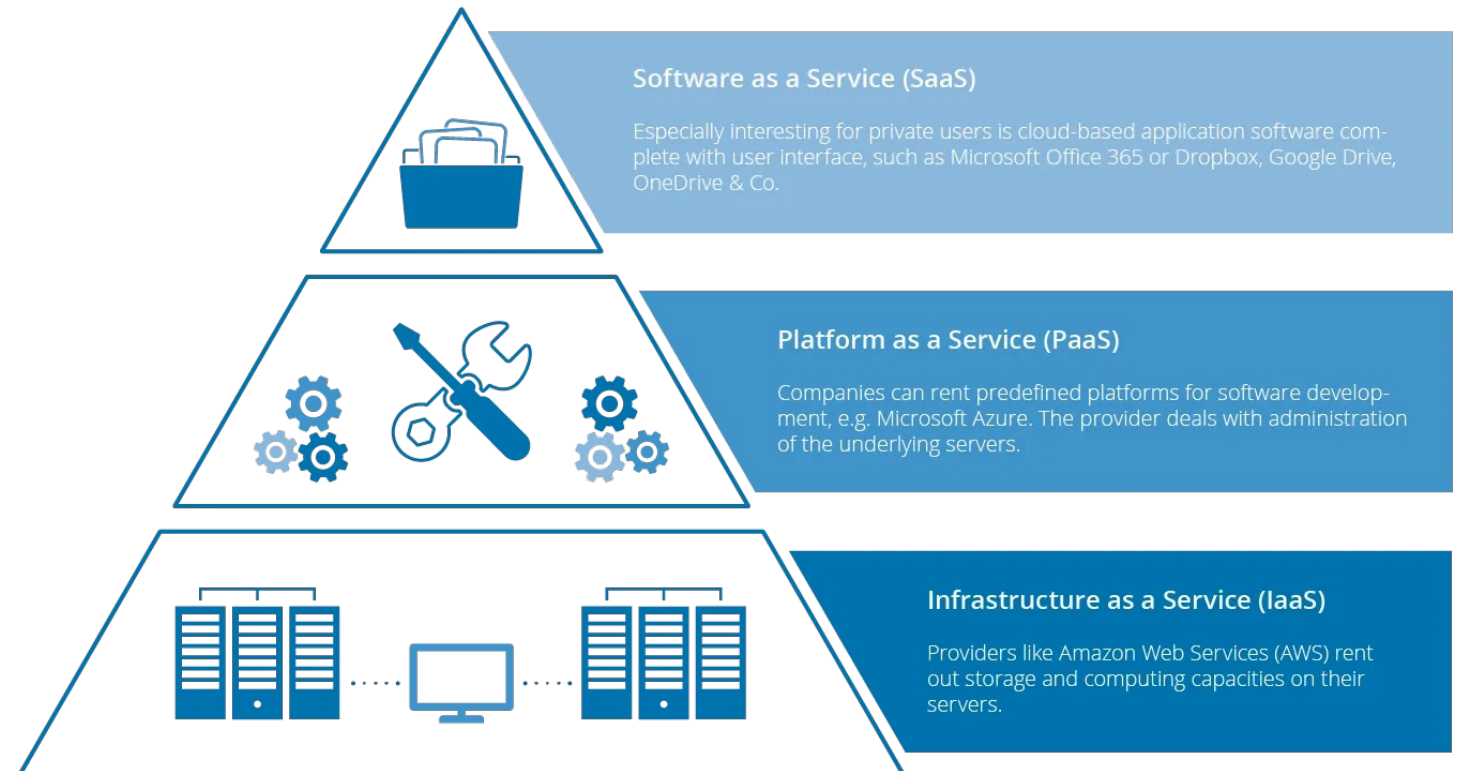 Software as a Service (SaaS)
Especially interesting for private users is cloud-based application software com-
plete with user interface, such as Microsoft Office 365 or Dropbox, Google Drive,
OneDrive & Co.
Platform as a Service (PaaS)
Companies can rent predefined platforms for software develop-
ment, e.g. Microsoft Azure. The provider deals with administration
of the underlying servers.
Infrastructure as a Service (IaaS)
Providers like Amazon Web Services (AWS) rent
out storage and computing capacities on their
servers.